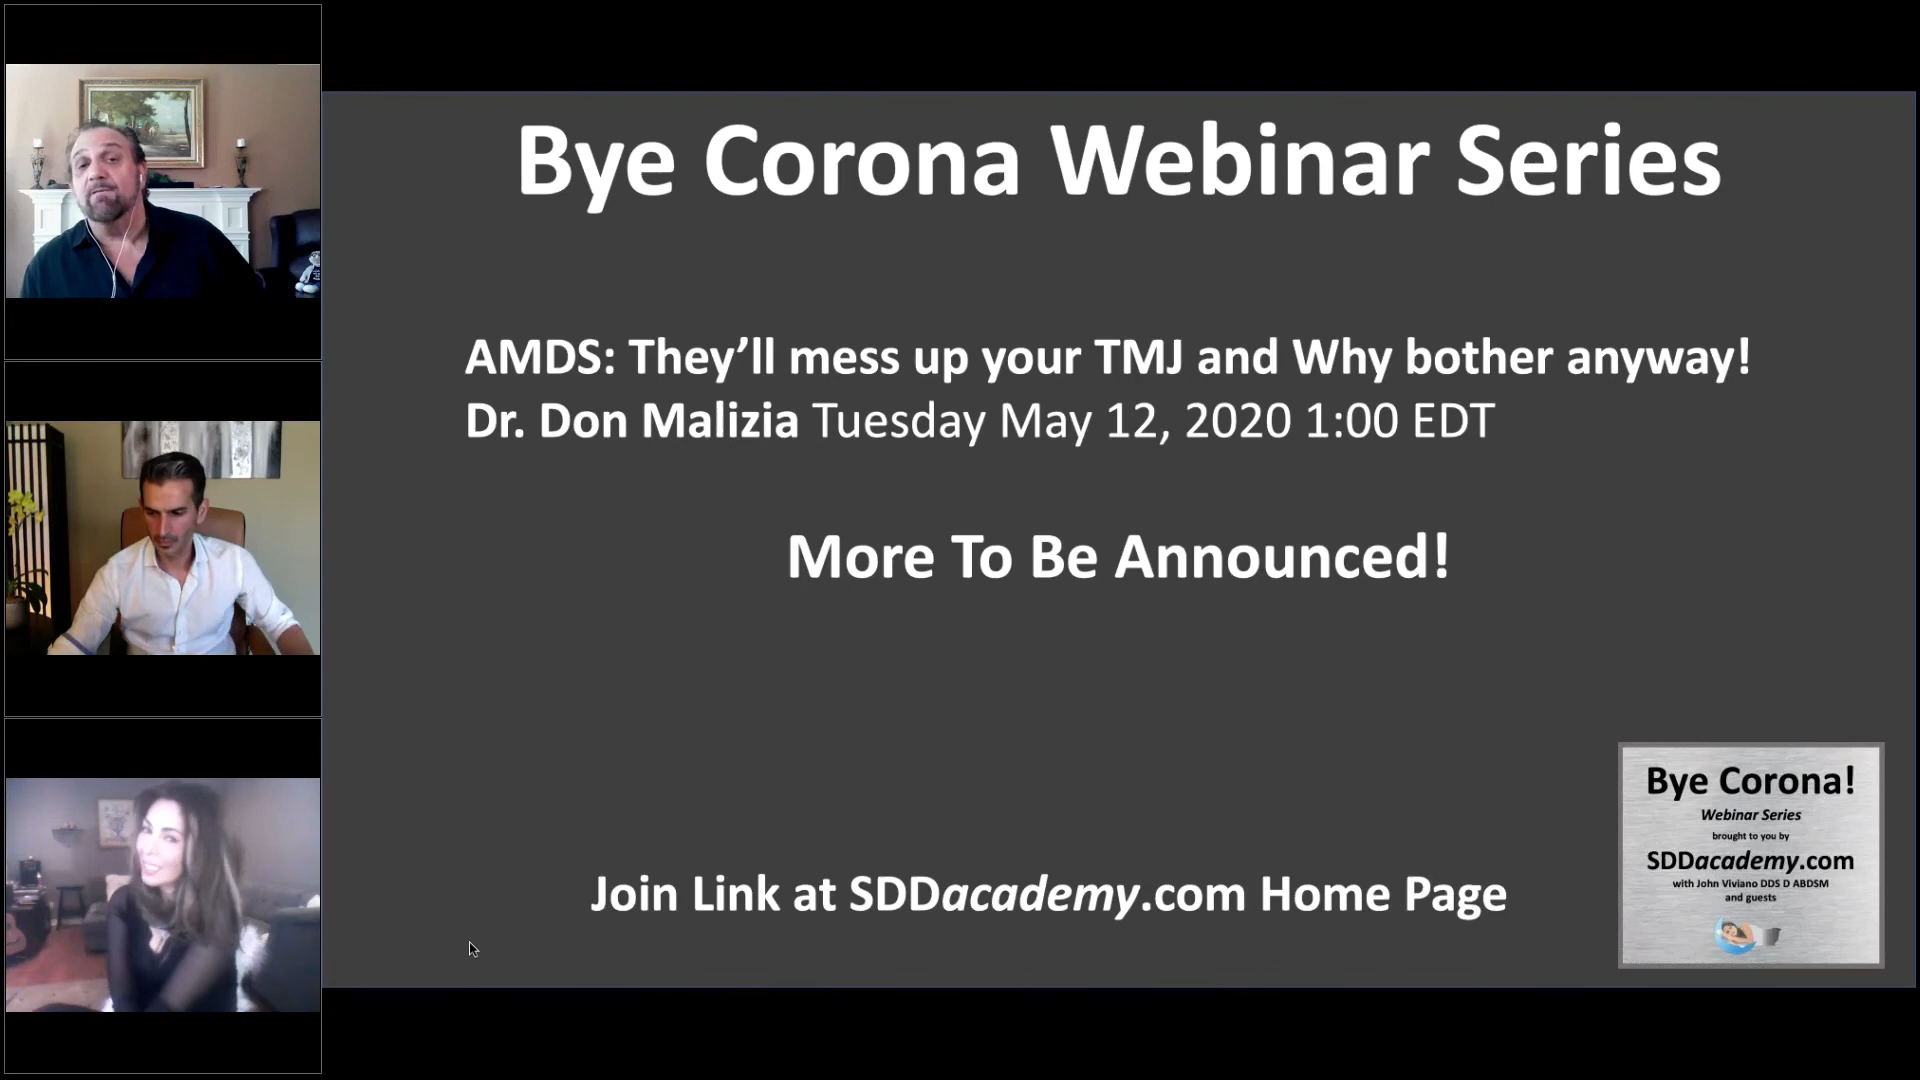 Bye Corona Webinar Series
AMDS: They’ll mess up your TMJ and Why bother anyway!
Dr. Don Malizia Tuesday May 12, 2020 1:00 EDT
More To Be Announced!
Join Link at SDDacademy.com Home Page
Bye Corona!
Webinar Series
brought to you by
SDDacademy.com
with John Viviano DDS D ABDSM
and guests